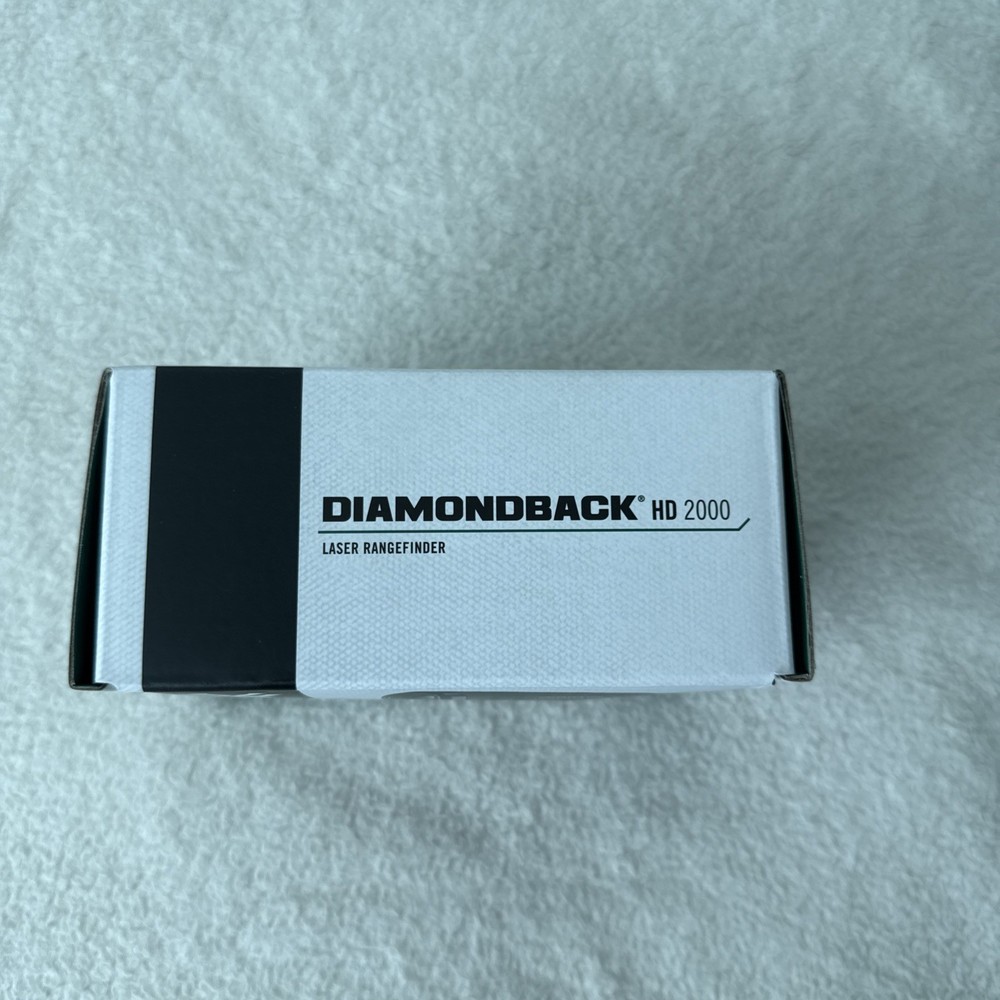 DIAMONDBACK® HD 2000
LASER RANGEFINDER